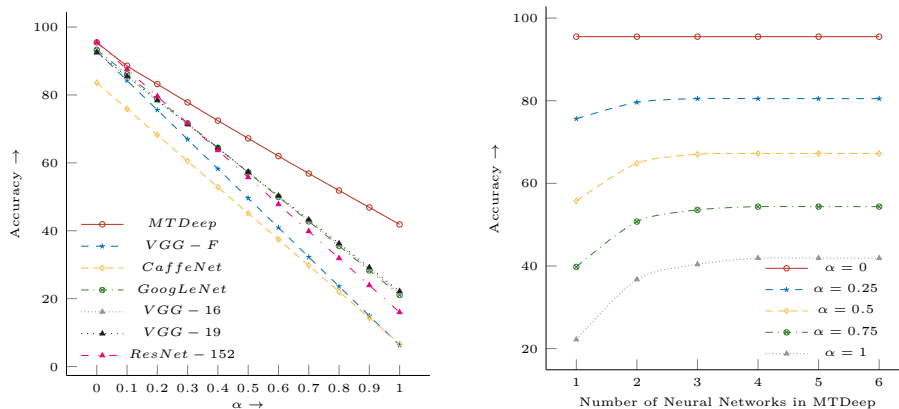 100
80
60
40
20
0
Accuracy →
MTDeep
VGG − F
CaffeNet
GoogLeNet
VGG − 16
VGG − 19
ResNet − 152
0 0.1 0.2 0.3 0.4 0.5 0.6 0.7 0.8 0.9 1
α →
100
80
60
40
20
Accuracy →
α = 0
α = 0.25
α = 0.5
α = 0.75
α = 1
1 2 3 4 5 6
Number of Neural Networks in MTDeep